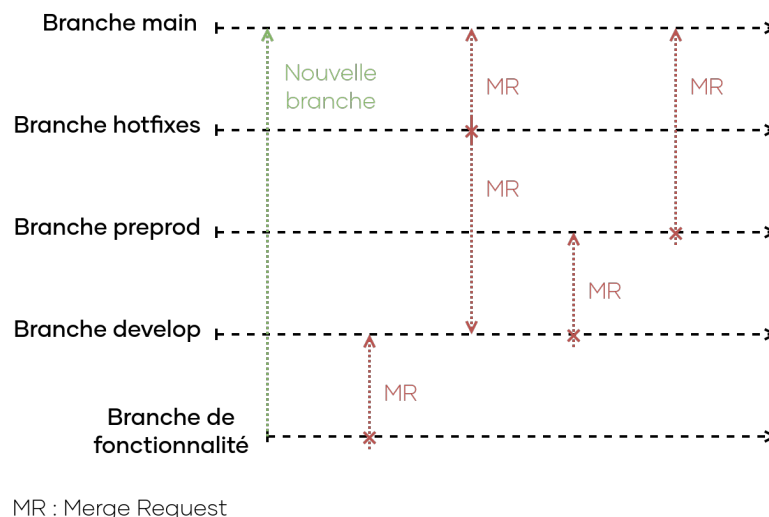 Branche main
Nouvelle
branche
MR
MR
Branche hotfixes
MR
Branche preprod
MR
Branche develop
MR
Branche de
fonctionnalité
MR : Merge Request